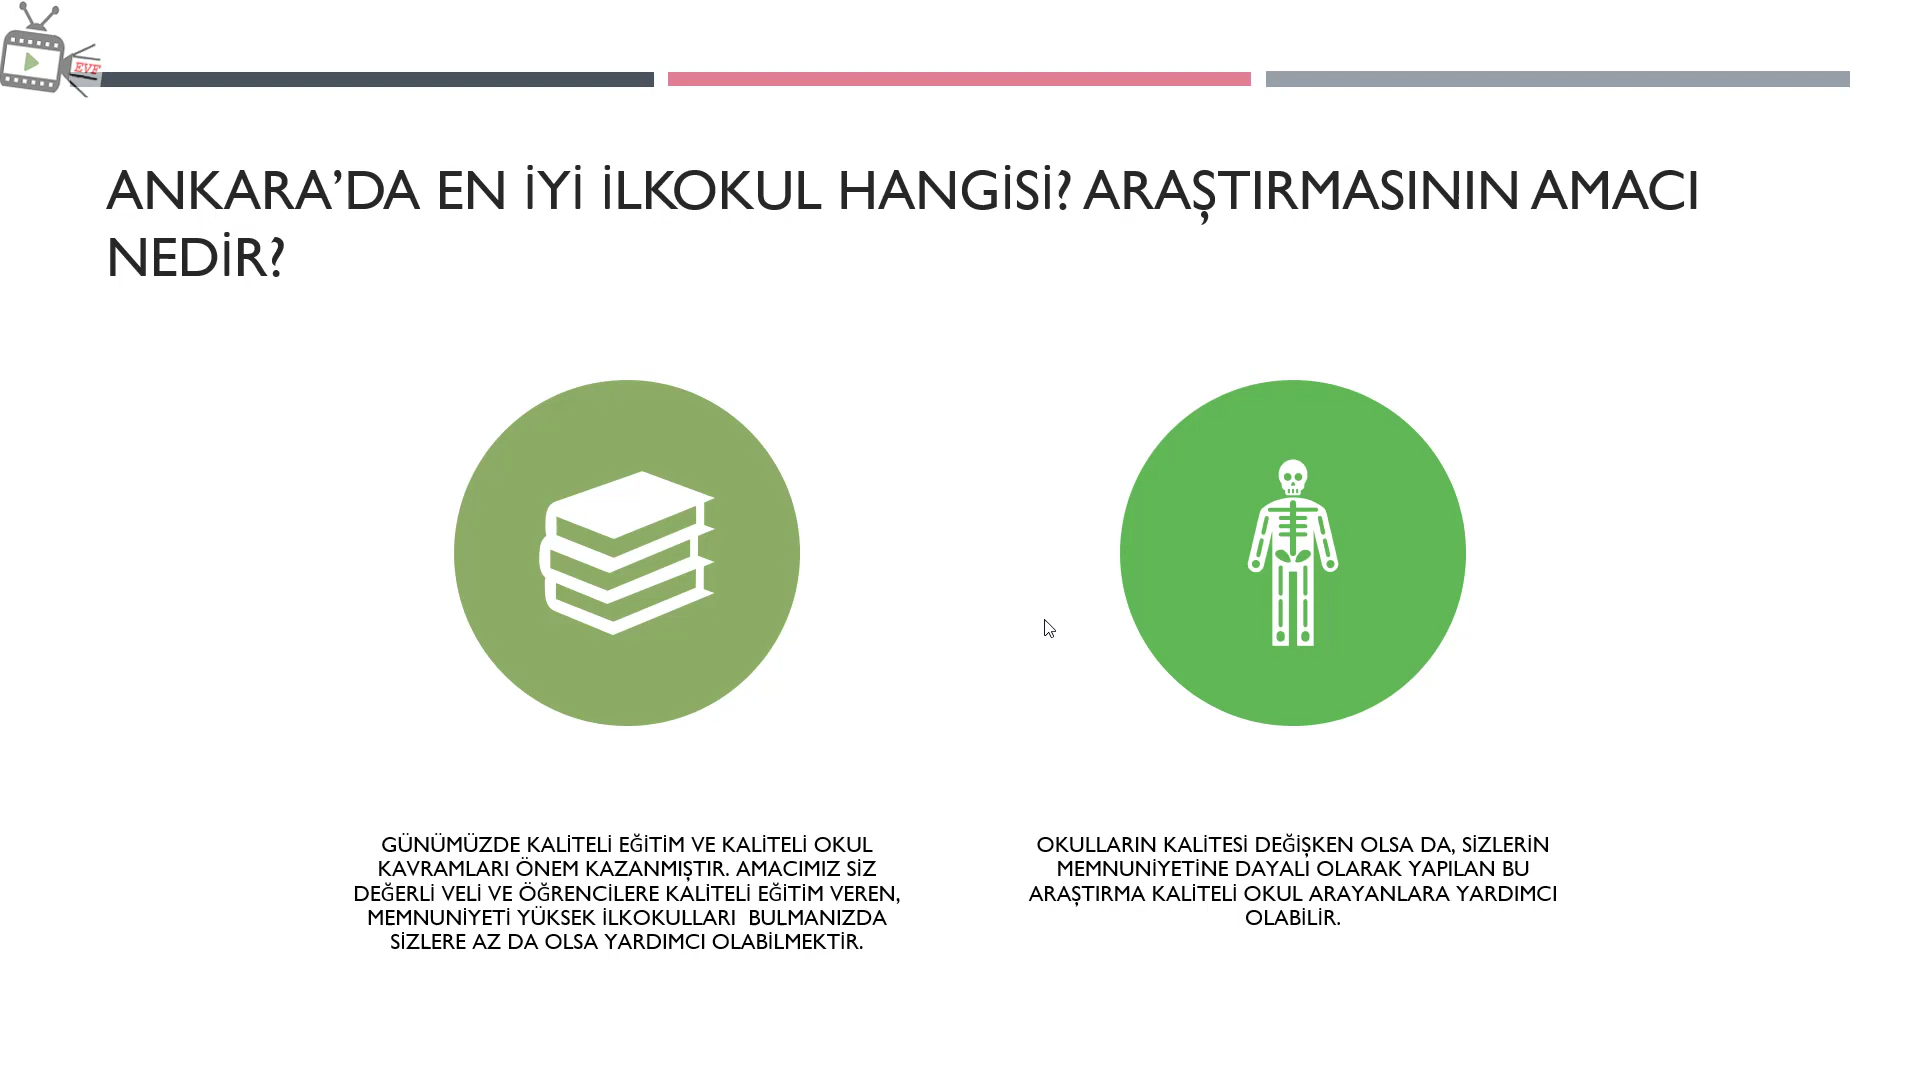 EVF
ANKARA’DA EN İYİ İLKOKUL HANGİSİ? ARAŞTIRMASININ AMACI
NEDİR?
GÜNÜMÜZDE KALİTELİ EĞİTİM VE KALİTELİ OKUL
KAVRAMLARI ÖNEM KAZANMIŞTIR. AMACIMIZ SİZ
DEĞERLİ VELİ VE ÖĞRENCİLERE KALİTELİ EĞİTİM VEREN,
MEMNUNİYETİ YÜKSEK İLKOKULLARI BULMANIZDA
SİZLERE AZ DA OLSA YARDIMCI OLABİLMEKTİR.
OKULLARIN KALİTESİ DEĞİŞKEN OLSA DA, SİZLERİN
MEMNUNİYETİNE DAYALI OLARAK YAPILAN BU
ARAŞTIRMA KALİTELİ OKUL ARAYANLARA YARDIMCI
OLABİLİR.